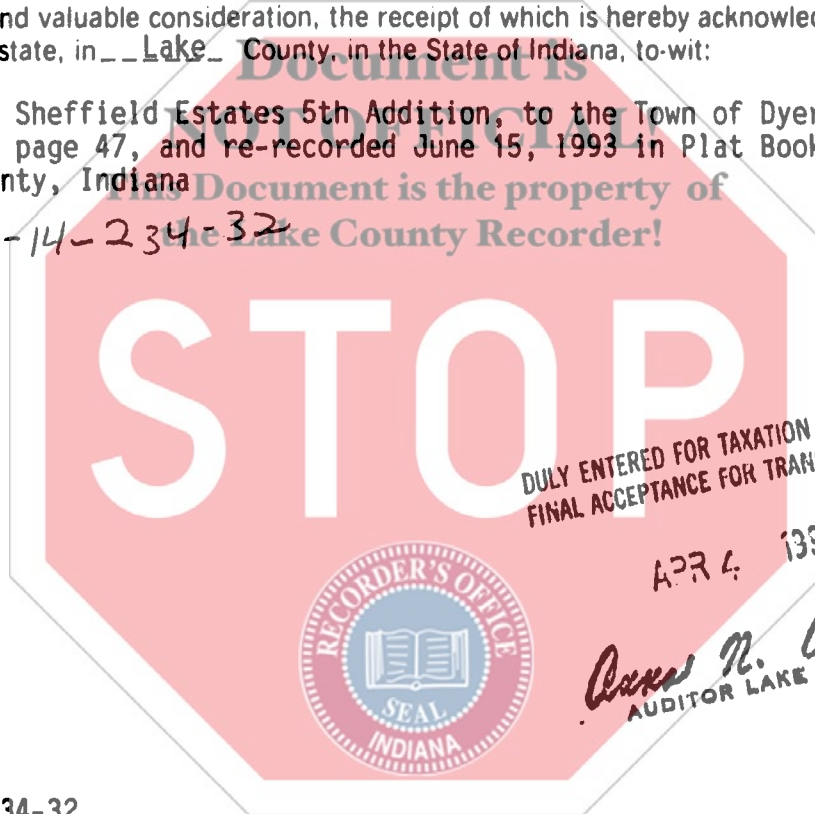 nd valuable consideration, the receipt of which is hereby acknowled
state, in Lake County, in the State of Indiana, to-wit:
Document is
NOT OFFICIAL!
Sheffield Estates 5th Addition, to the Town of Dyer
page 47, and re-recorded June 15, 1993 in Plat Book
nty, Indiana
This Document is the property of
the Lake County Recorder!
-14-234-32
STOP
DULY ENTERED FOR TAXATION
FINAL ACCEPTANCE FOR TRAN
APR 4
N.
AUDITOR LAKE
RECORDER'S OFFICE
SEAL
INDIANA
34-32